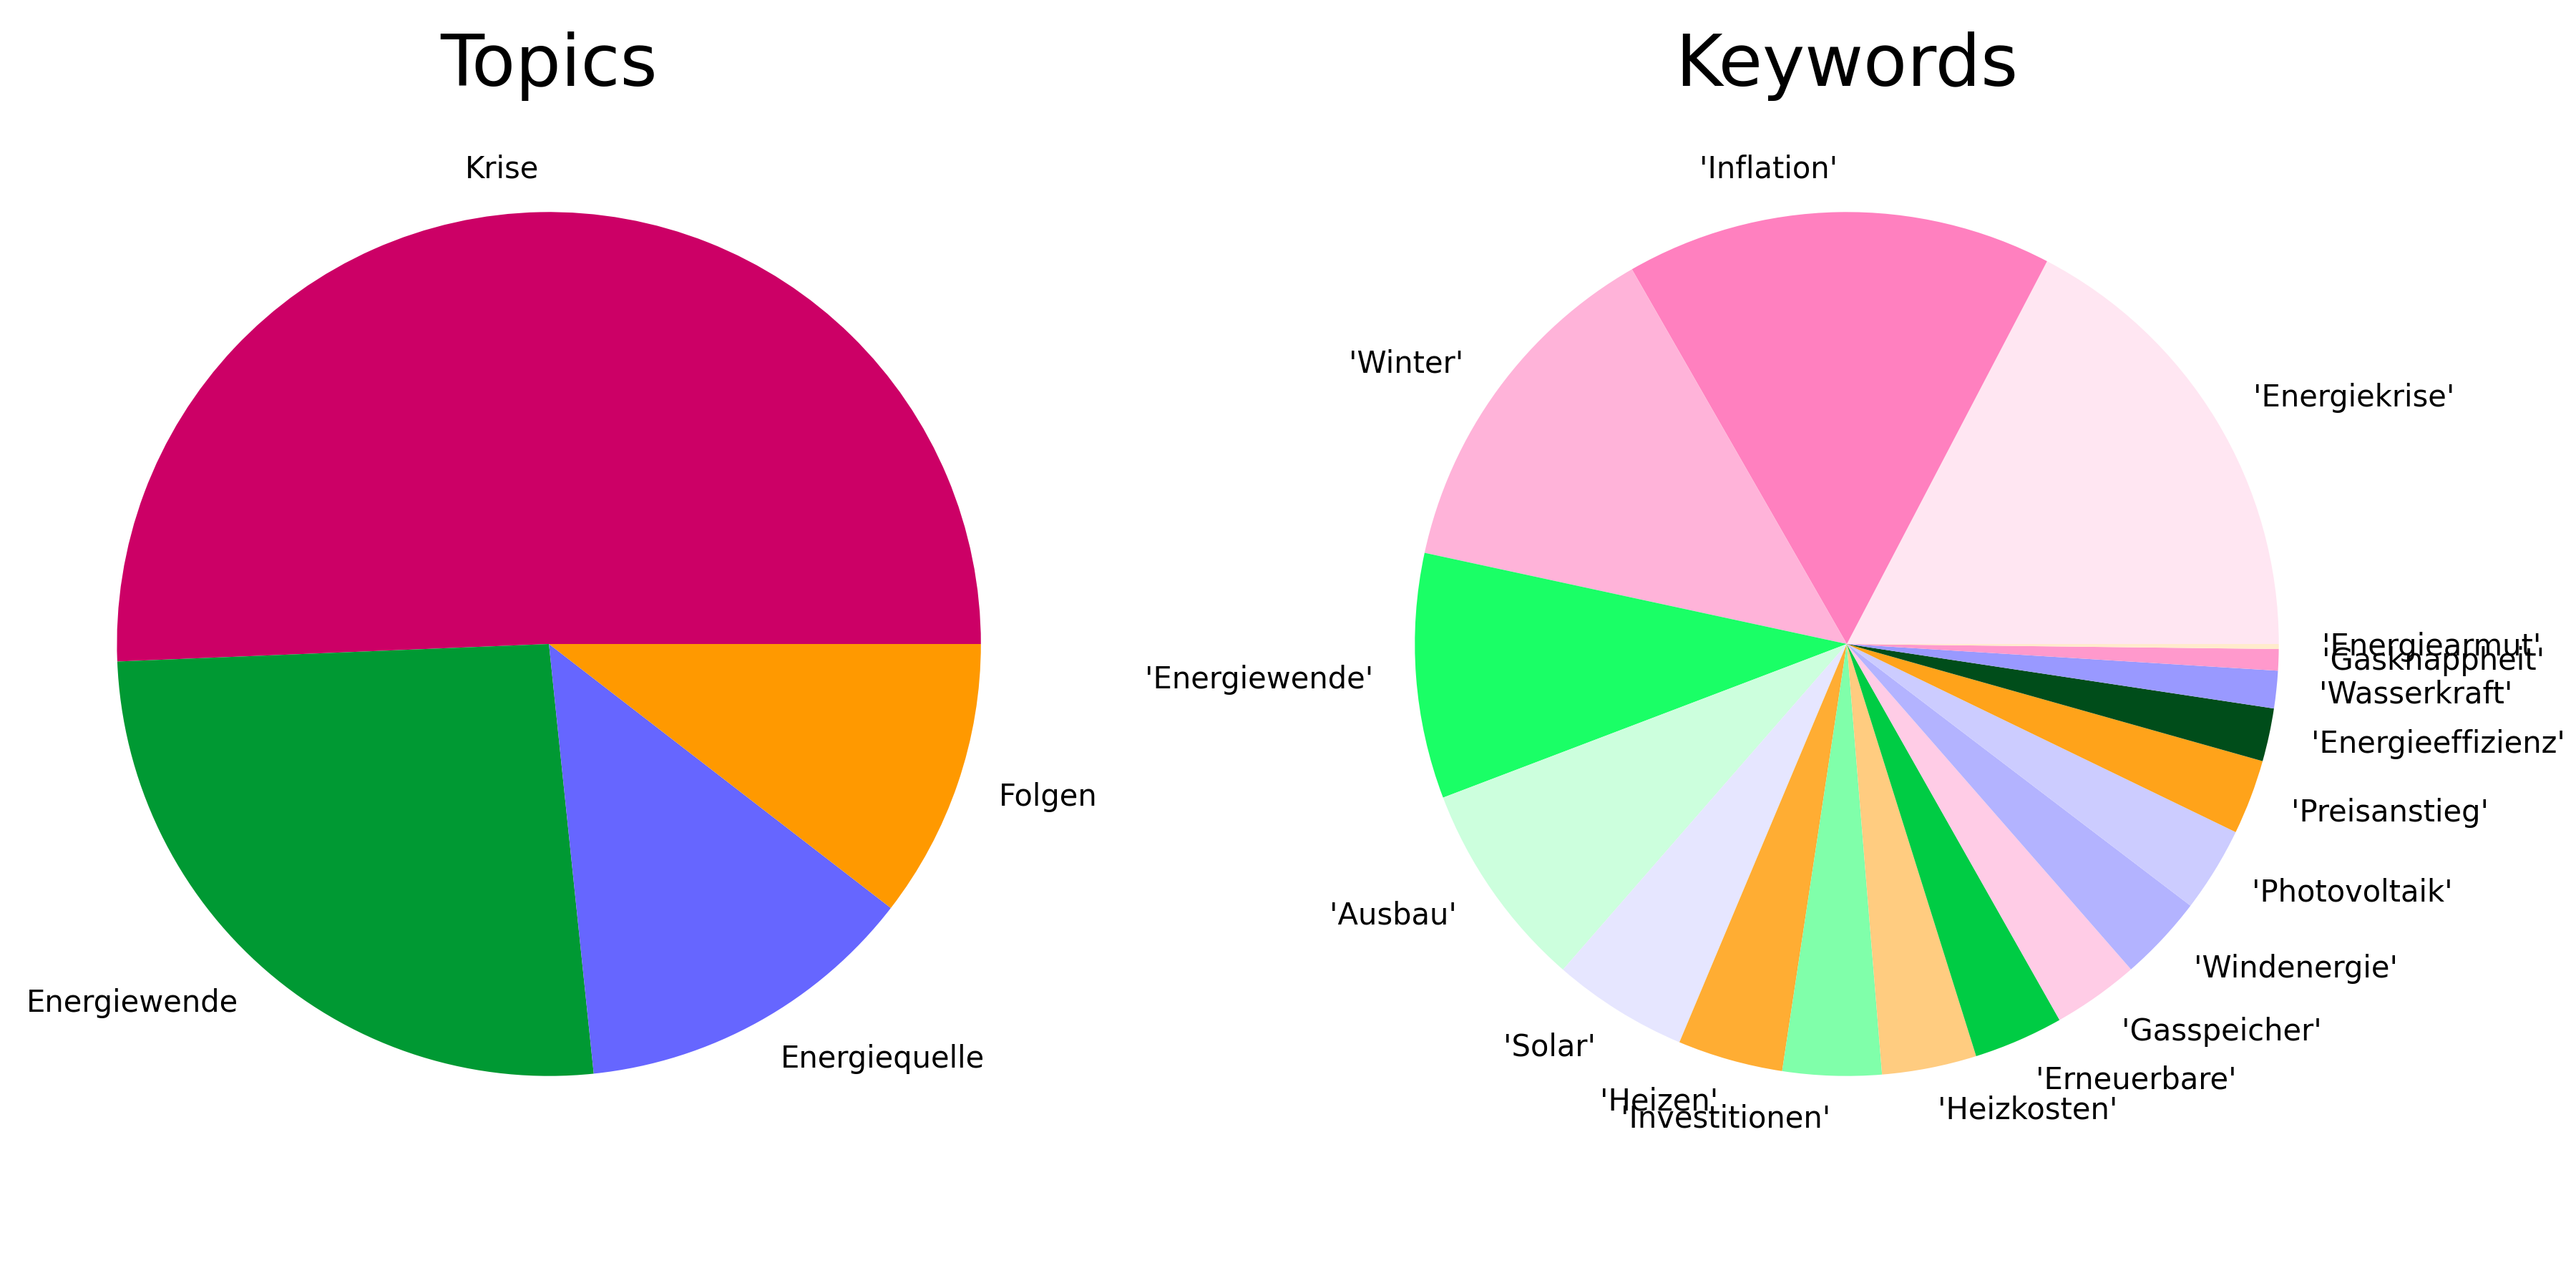 Topics
Krise
Energiewende
Energiequelle
Folgen
Keywords
'Inflation'
'Energiekrise'
'Winter'
'Energiewende'
'Ausbau'
'Solar'
'Heizen'
'Investitionen'
'Heizkosten'
'Erneuerbare'
'Gasspeicher'
'Windenergie'
'Photovoltaik'
'Preisanstieg'
'Energieeffizienz'
'Wasserkraft'
'Gasknappheit'
'Energiearmut'